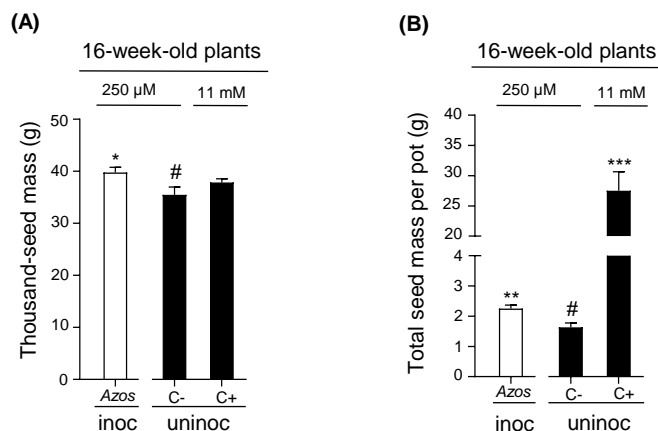 (A)
16-week-old plants
250 µM
11 mM
Thousand-seed mass (g)
50
40
30
20
10
0
*
#
Azos
C-
C+
inoc
uninoc
(B)
16-week-old plants
250 µM
11 mM
Total seed mass per pot (g)
40
35
30
25
20
4
3
2
1
0
**
#
***
Azos
C-
C+
inoc
uninoc